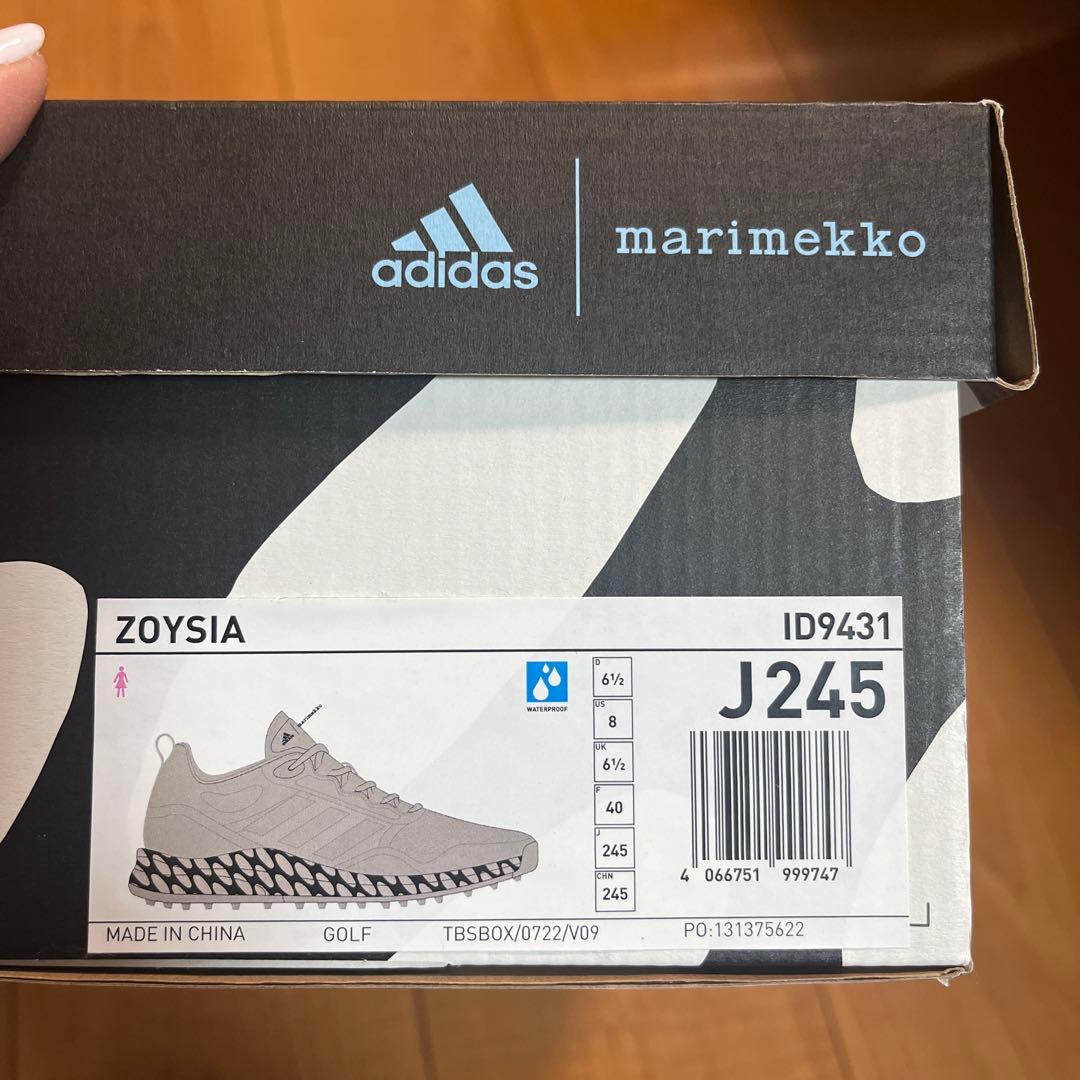 adidas
marimekko
ZOYSIA
ID9431
marimekko
WATERPROOF
D
6½
US
8
UK
6½
F
40
J
245
CHN
245
J245
4 066751 999747
MADE IN CHINA
GOLF
TBSBOX/0722/V09
PO:131375622